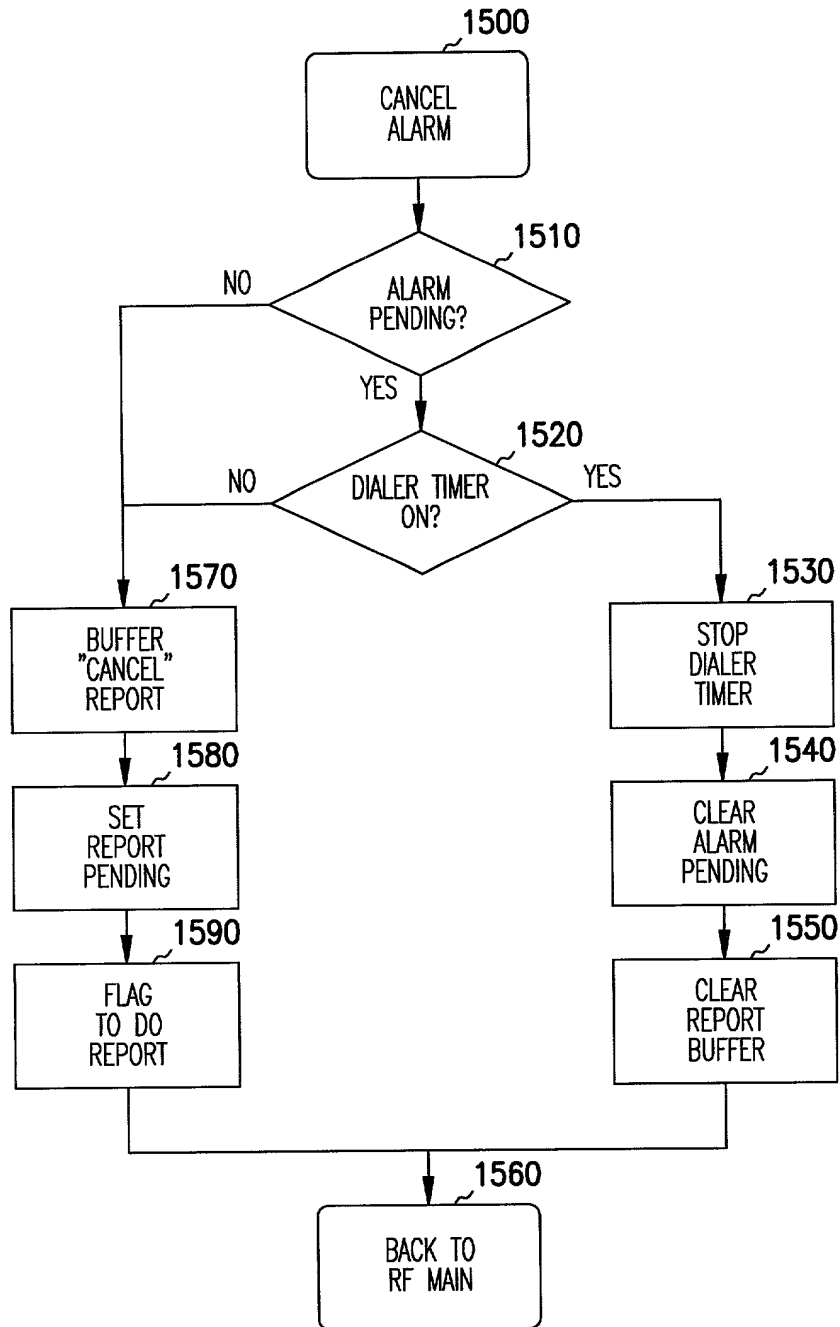 1500
CANCEL
ALARM
1510
NO
ALARM
PENDING?
YES
1520
NO
DIALER TIMER
ON?
YES
1570
BUFFER
"CANCEL"
REPORT
1530
STOP
DIALER
TIMER
1580
SET
REPORT
PENDING
1540
CLEAR
ALARM
PENDING
1590
FLAG
TO DO
REPORT
1550
CLEAR
REPORT
BUFFER
1560
BACK TO
RF MAIN